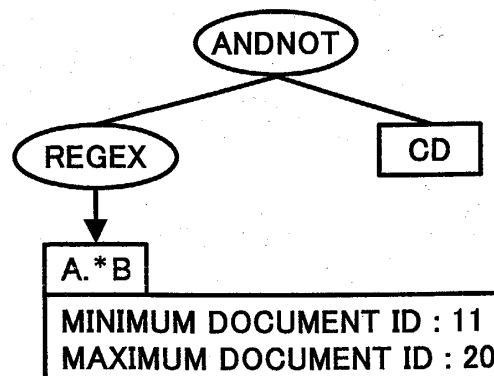 ANDNOT
REGEX
CD
A.*B
MINIMUM DOCUMENT ID : 11
MAXIMUM DOCUMENT ID : 20